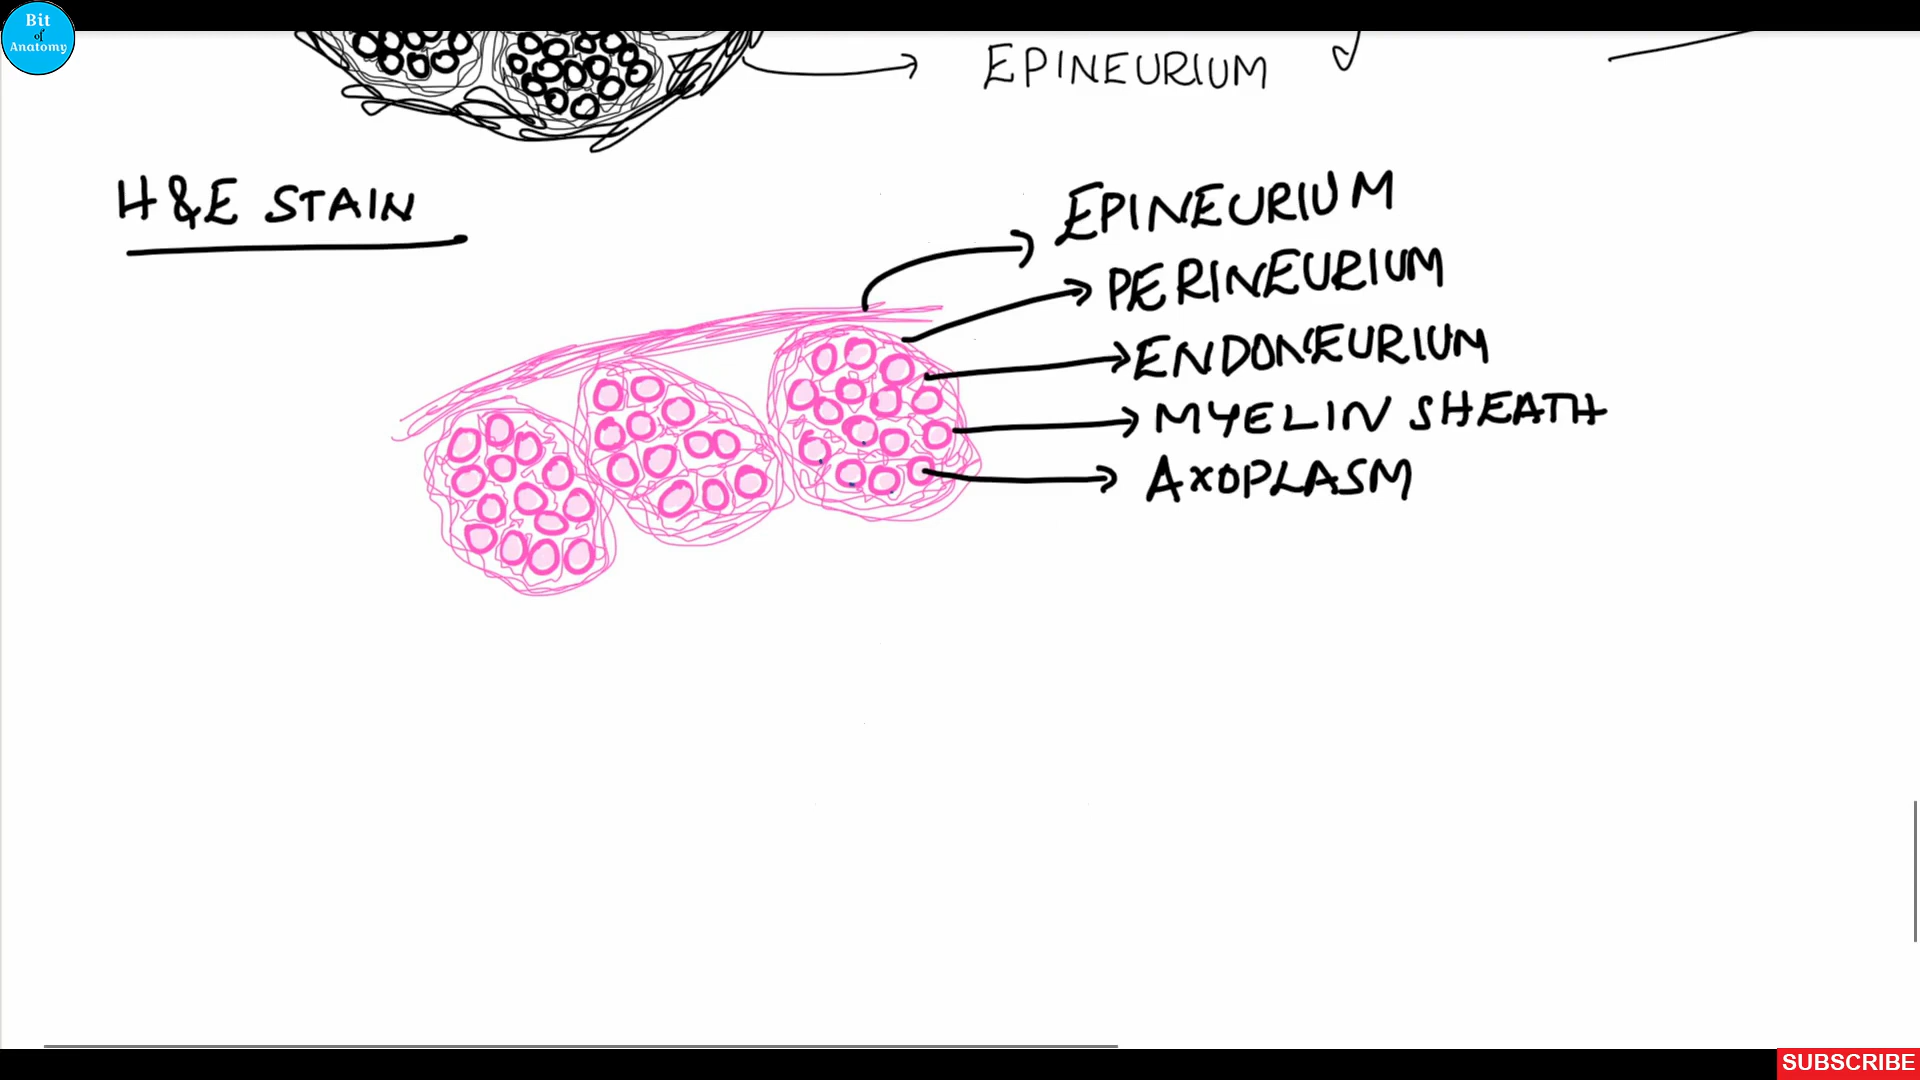 Bit
of
Anatomy
EPINEURIUM
H&E STAIN
EPINEURIUM
PERINEURIUM
ENDONEURIUM
MYELIN SHEATH
AXOPLASM
SUBSCRIBE